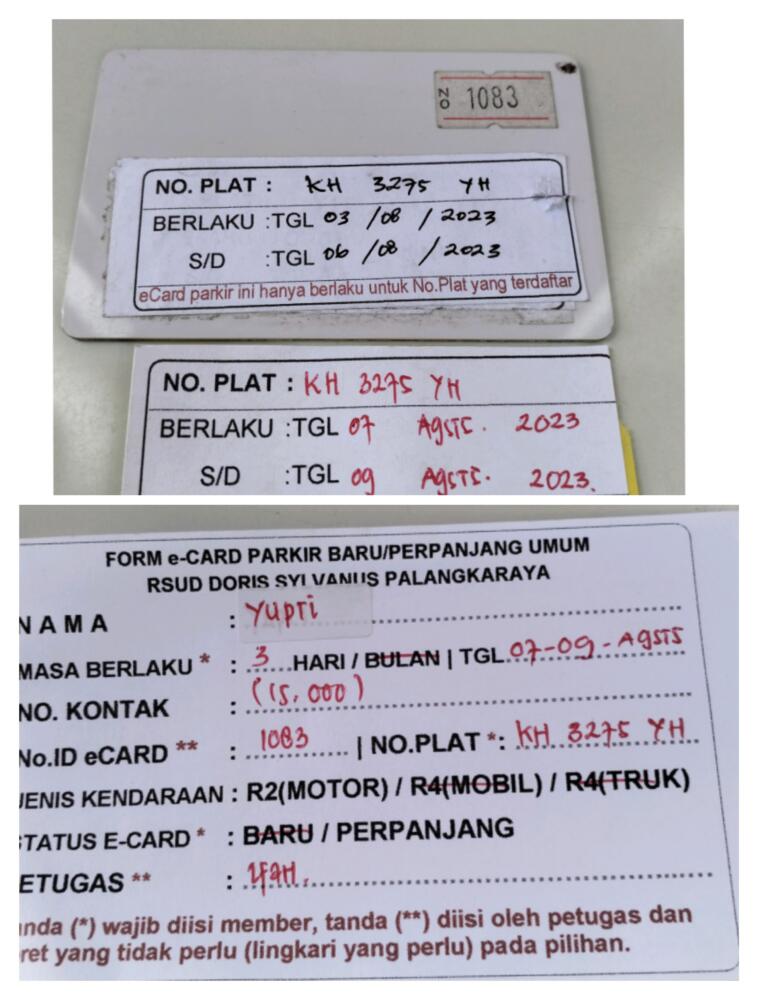 NO 1083
NO. PLAT : KH 3275 YH
BERLAKU :TGL 03 /08 / 2023
S/D :TGL 06 /08 / 2023
eCard parkir ini hanya berlaku untuk No.Plat yang terdaftar
NO. PLAT : KH 3275 YH
BERLAKU :TGL 07 AgSTS. 2023
S/D :TGL 09 AgSTS. 2023.
FORM e-CARD PARKIR BARU/PERPANJANG UMUM
RSUD DORIS SYLVANUS PALANGKARAYA
NAMA : Yupri
MASA BERLAKU * : 3 HARI / BULAN | TGL. 07-09-AgSTS
NO. KONTAK : (15.000)
No.ID eCARD ** : 1083 | NO.PLAT *: KH 3275 YH
JENIS KENDARAAN : R2(MOTOR) / R4(MOBIL) / R4(TRUK)
STATUS E-CARD * : BARU / PERPANJANG
ETUGAS ** :
anda (*) wajib diisi member, tanda (**) diisi oleh petugas dan
ret yang tidak perlu (lingkari yang perlu) pada pilihan.